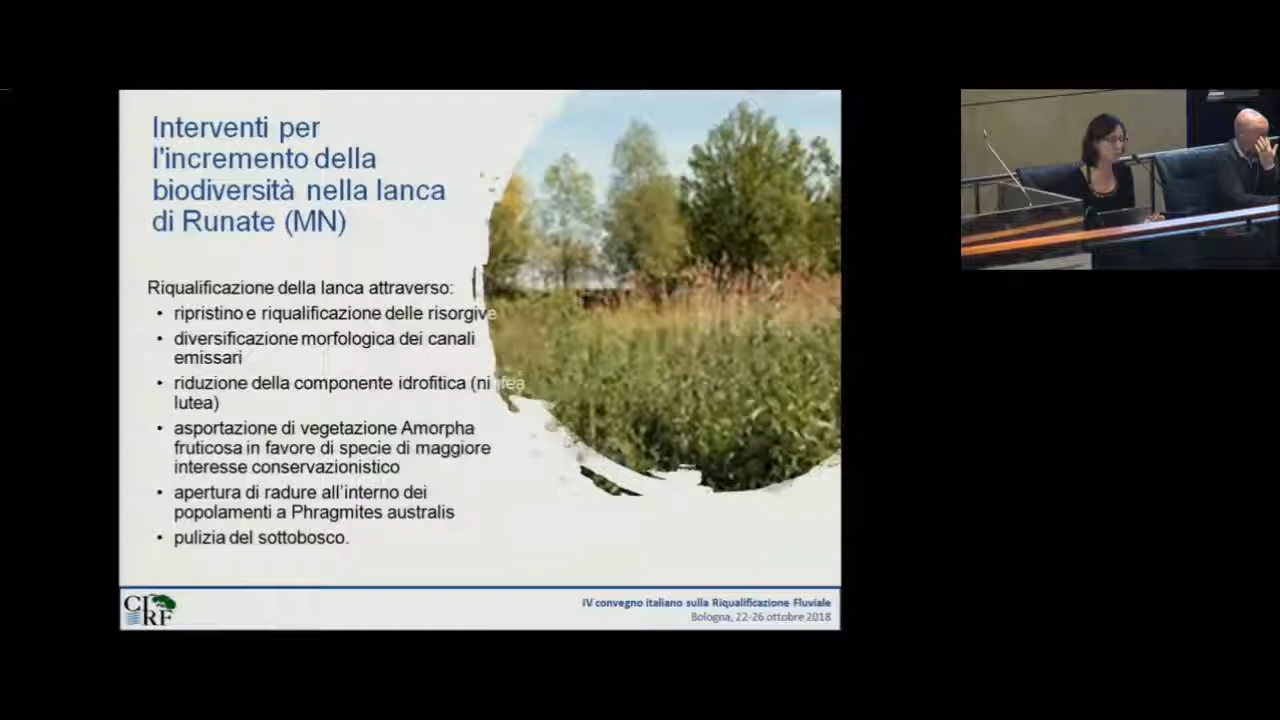 Interventi per
l'incremento della
biodiversità nella lanca
di Runate (MN)
Riqualificazione della lanca attraverso:
• ripristino e riqualificazione delle risorgive
• diversificazione morfologica dei canali
emissari
• riduzione della componente idrofitica (ninfea
lutea)
• asportazione di vegetazione Amorpha
fruticosa in favore di specie di maggiore
interesse conservazionistico
• apertura di radure all'interno dei
popolamenti a Phragmites australis
• pulizia del sottobosco.
CIRF
IV convegno italiano sulla Riqualificazione Fluviale
Bologna, 22-26 ottobre 2018